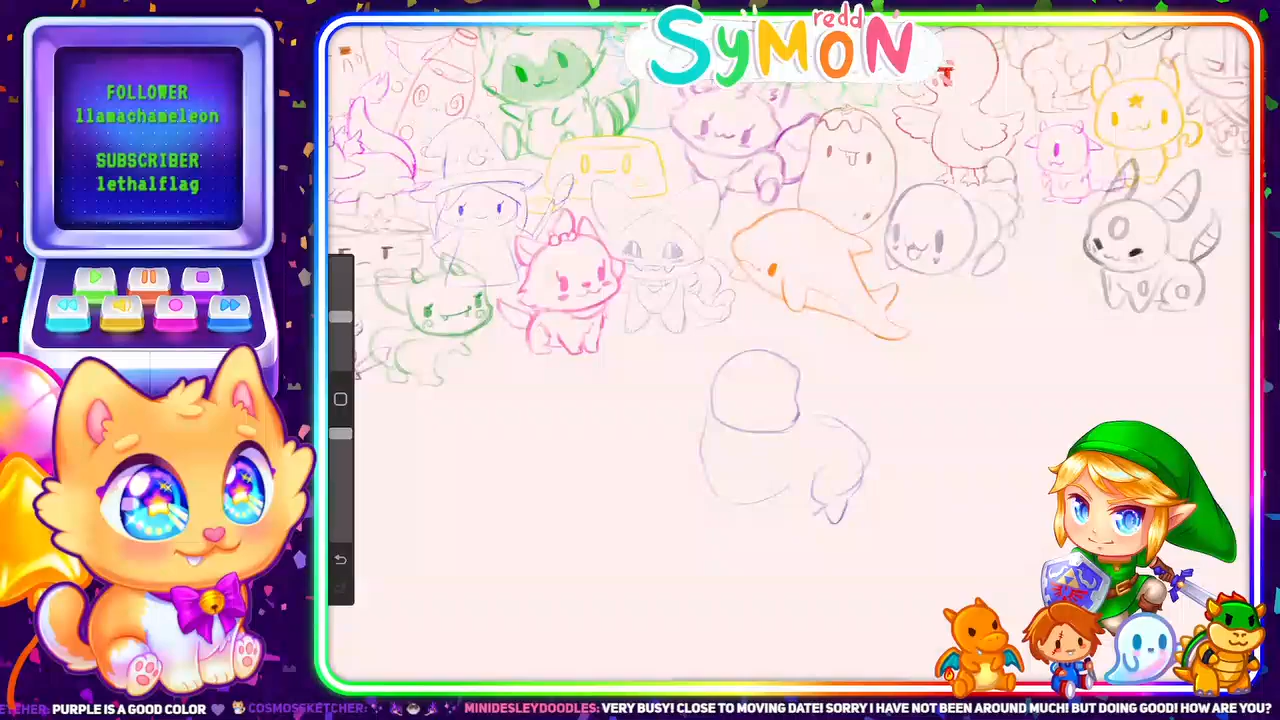 redd
SyMON
FOLLOWER
llamachameleon
SUBSCRIBER
lethalflag
ETCHER: PURPLE IS A GOOD COLOR COSMOSSKETCHER: MINIDESLEYDOODLES: VERY BUSY! CLOSE TO MOVING DATE! SORRY I HAVE NOT BEEN AROUND MUCH! BUT DOING GOOD! HOW ARE YOU?